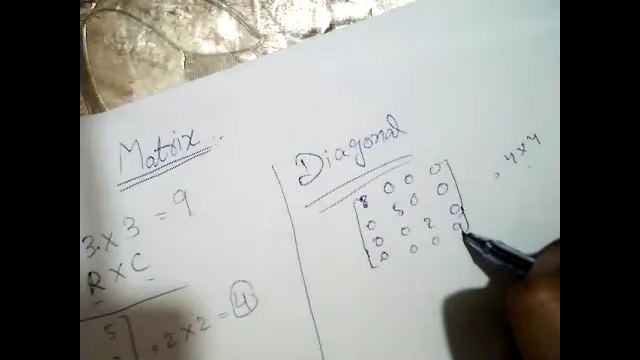 Matrix :
3 × 3 = 9
R × C
5
, 2×2 = 4
Diagonal
8 0 0 0
0 5 0 0
0 0 2 0
0 0 0 9
, 4×4